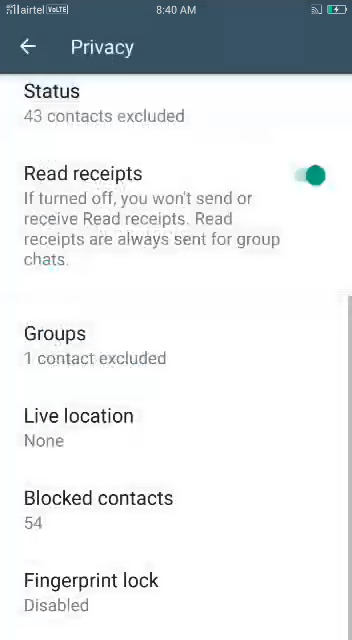 airtel VoLTE 8:40 AM
Privacy
Status
43 contacts excluded
Read receipts
If turned off, you won't send or
receive Read receipts. Read
receipts are always sent for group
chats.
Groups
1 contact excluded
Live location
None
Blocked contacts
54
Fingerprint lock
Disabled